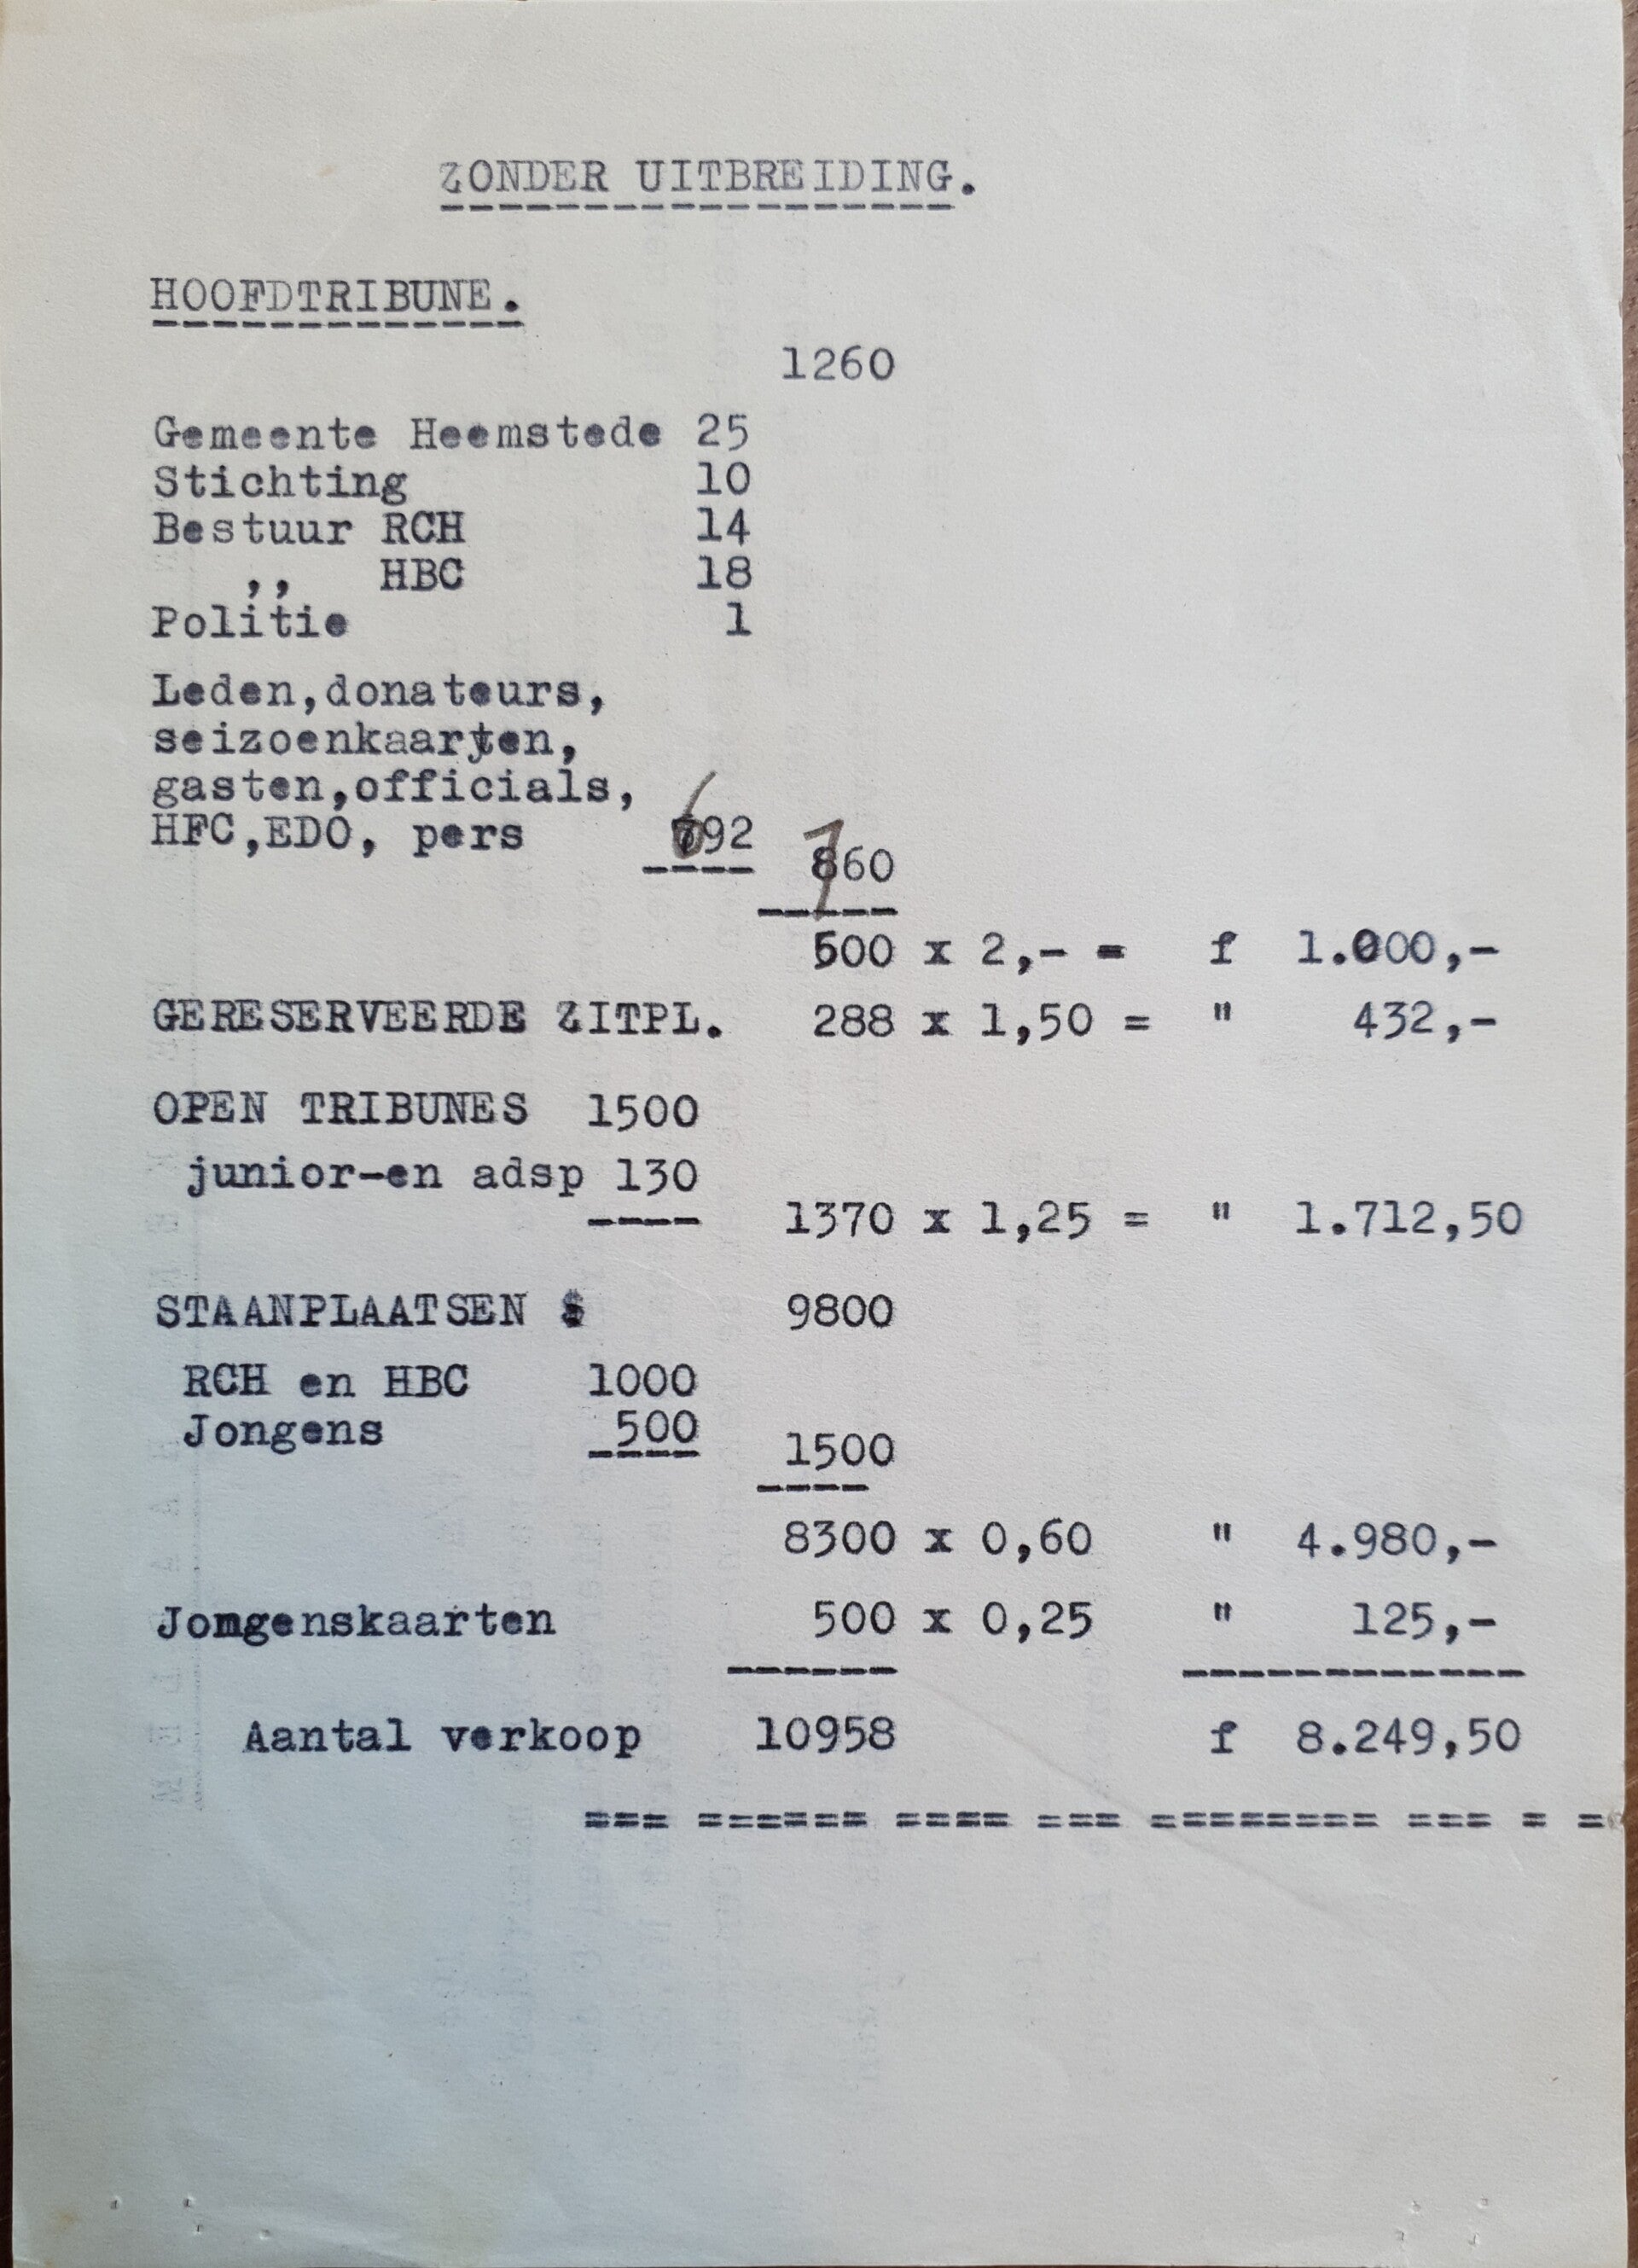 ZONDER UITBREIDING.
HOOFDTRIBUNE.
1260
Gemeente Heemstede 25
Stichting 10
Bestuur RCH 14
,, HBC 18
Politie 1
Leden,donateurs,
seizoenkaarten,
gasten,officials,
HFC,EDO, pers 692
760
500 x 2,- = f 1.000,-
GERESERVEERDE ZITPL. 288 x 1,50 = " 432,-
OPEN TRIBUNES 1500
junior-en adsp 130
1370 x 1,25 = " 1.712,50
STAANPLAATSEN 9800
RCH en HBC 1000
Jongens 500
1500
8300 x 0,60 " 4.980,-
Jomgenskaarten 500 x 0,25 " 125,-
Aantal verkoop 10958 f 8.249,50
=== ====== ==== === ======== === = =